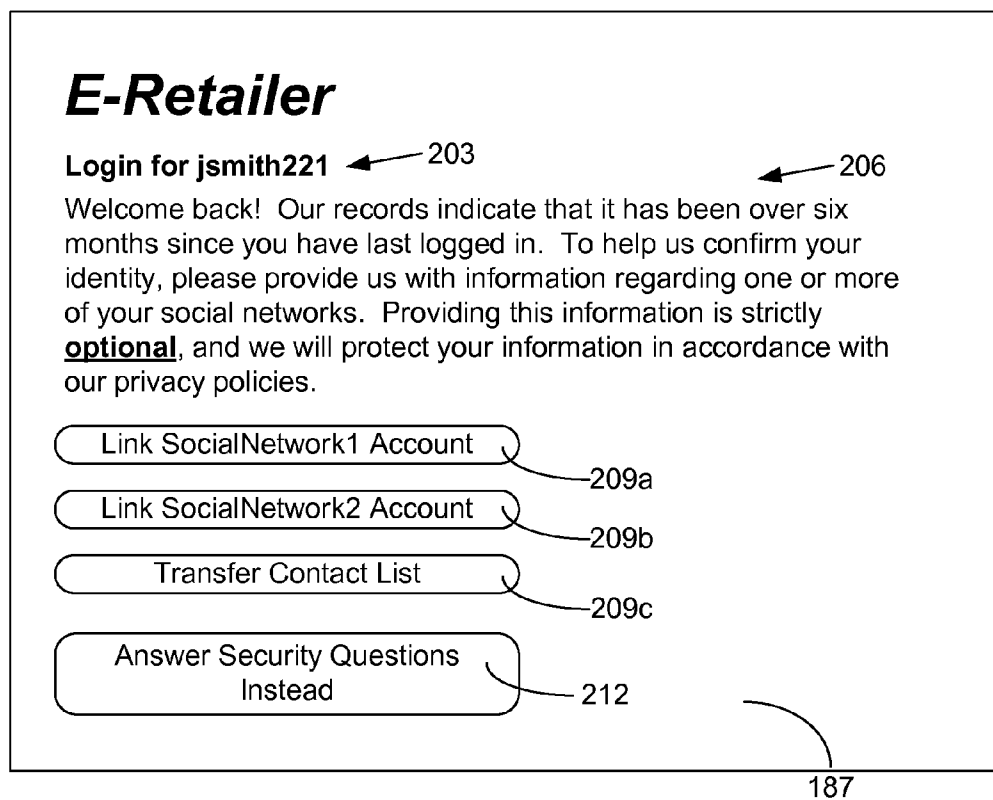 E-Retailer
Login for jsmith221
203
206
Welcome back!  Our records indicate that it has been over six
months since you have last logged in.  To help us confirm your
identity, please provide us with information regarding one or more
of your social networks.  Providing this information is strictly
optional, and we will protect your information in accordance with
our privacy policies.
Link SocialNetwork1 Account
209a
Link SocialNetwork2 Account
209b
Transfer Contact List
209c
Answer Security Questions
Instead
212
187